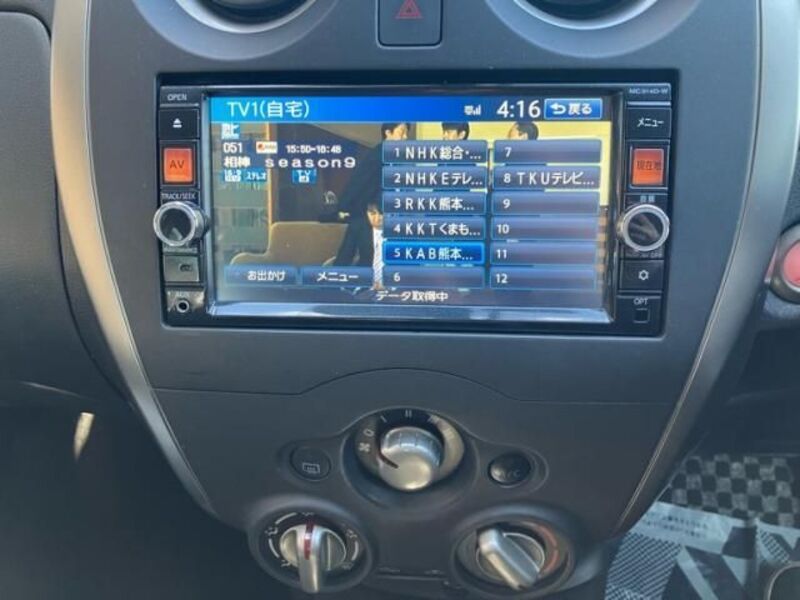 OPEN
MC314D-W
TV1(自宅)
4:16
戻る
メニュー
051
15:50-16:48
相棒 season9
ステレオ
TV
AV
現在地
TRACK/SEEK
1 NHK総合・...
7
2 NHKEテレ...
8 TKUテレビ...
3 RKK熊本...
9
4 KKTくまも...
10
5 KAB熊本...
11
6
12
お出かけ
メニュー
データ取得中
AUX
OPT
A/C